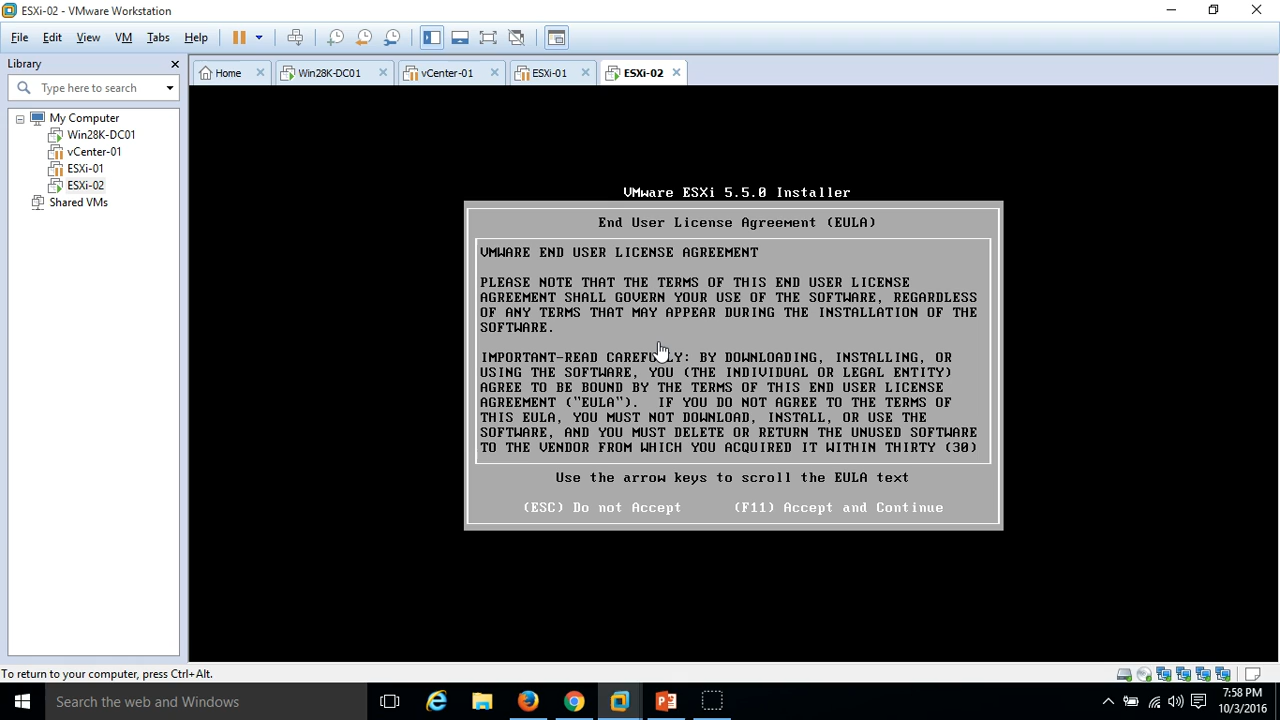 ESXi-02 - VMware Workstation
File Edit View VM Tabs Help
Library
Type here to search
My Computer
Win28K-DC01
vCenter-01
ESXi-01
ESXi-02
Shared VMs
Home Win28K-DC01 vCenter-01 ESXi-01 ESXi-02
VMware ESXi 5.5.0 Installer
End User License Agreement (EULA)
VMWARE END USER LICENSE AGREEMENT
PLEASE NOTE THAT THE TERMS OF THIS END USER LICENSE
AGREEMENT SHALL GOVERN YOUR USE OF THE SOFTWARE, REGARDLESS
OF ANY TERMS THAT MAY APPEAR DURING THE INSTALLATION OF THE
SOFTWARE.
IMPORTANT-READ CAREFULLY: BY DOWNLOADING, INSTALLING, OR
USING THE SOFTWARE, YOU (THE INDIVIDUAL OR LEGAL ENTITY)
AGREE TO BE BOUND BY THE TERMS OF THIS END USER LICENSE
AGREEMENT ("EULA"). IF YOU DO NOT AGREE TO THE TERMS OF
THIS EULA, YOU MUST NOT DOWNLOAD, INSTALL, OR USE THE
SOFTWARE, AND YOU MUST DELETE OR RETURN THE UNUSED SOFTWARE
TO THE VENDOR FROM WHICH YOU ACQUIRED IT WITHIN THIRTY (30)
Use the arrow keys to scroll the EULA text
(ESC) Do not Accept (F11) Accept and Continue
To return to your computer, press Ctrl+Alt.
Search the web and Windows
7:58 PM
10/3/2016